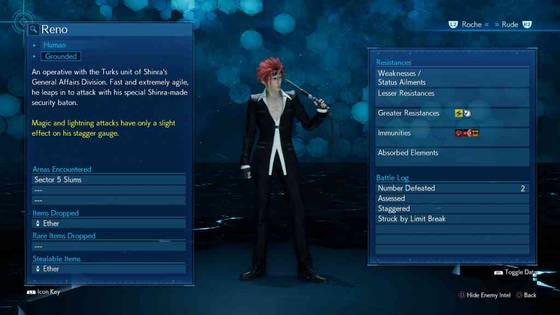 Reno
Human
Grounded
An operative with the Turks unit of Shinra's
General Affairs Division. Fast and extremely agile,
he leaps in to attack with his special Shinra-made
security baton.
Magic and lightning attacks have only a slight
effect on his stagger gauge.
Areas Encountered
Sector 5 Slums
---
---
Items Dropped
Ether
Rare Items Dropped
---
Stealable Items
Ether
Icon Key
L2 Roche « » Rude R2
Resistances
Weaknesses /
Status Ailments
Lesser Resistances
Greater Resistances
Immunities
Absorbed Elements
Battle Log
Number Defeated 2
Assessed
Staggered
Struck by Limit Break
Toggle Data
Hide Enemy Intel
Back